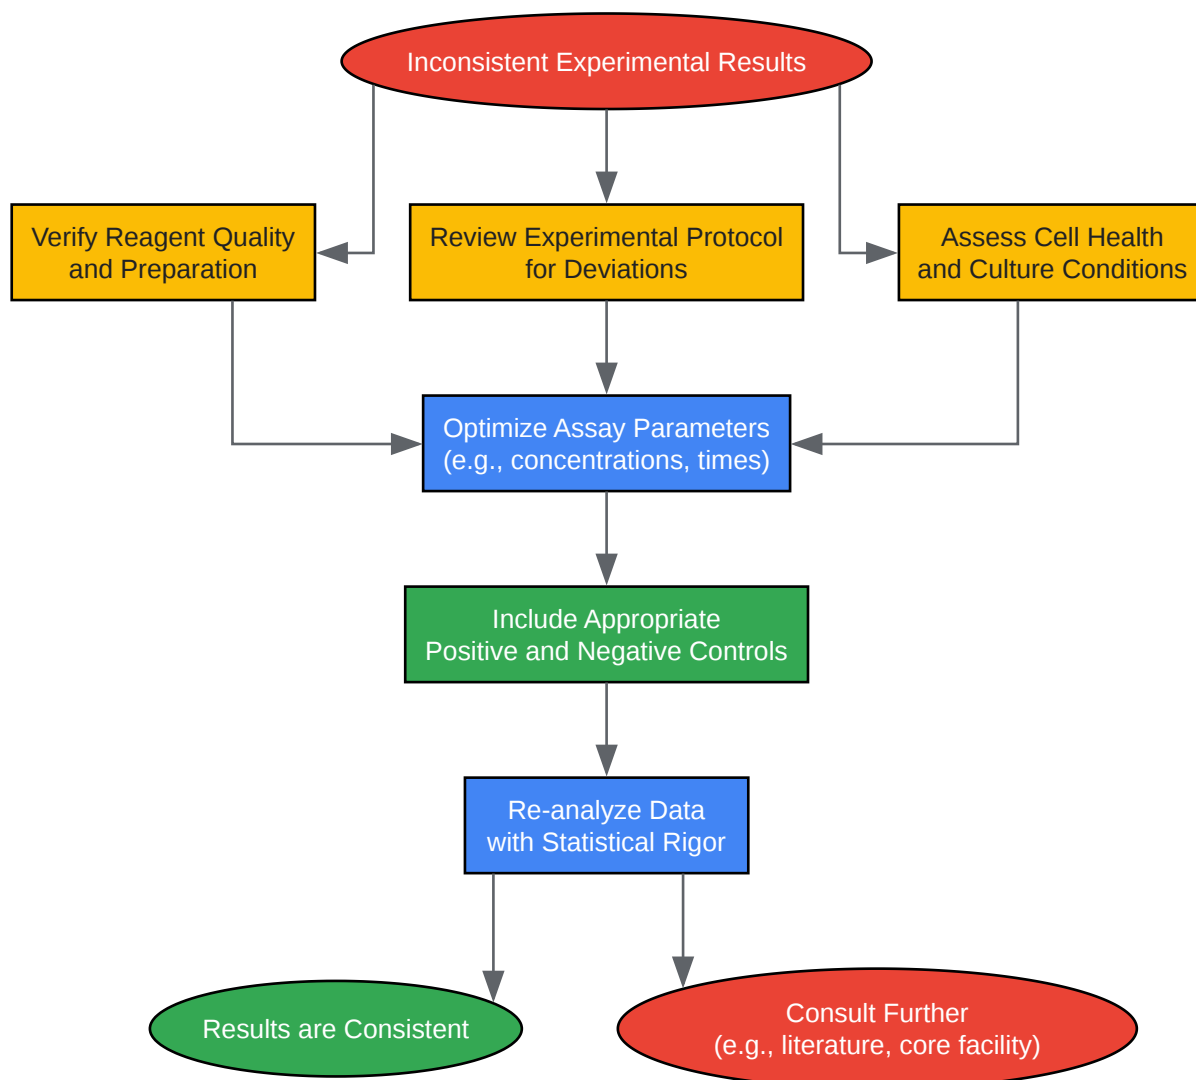 Inconsistent Experimental Results
Verify Reagent Quality
and Preparation
Review Experimental Protocol
for Deviations
Assess Cell Health
and Culture Conditions
Optimize Assay Parameters
(e.g., concentrations, times)
Include Appropriate
Positive and Negative Controls
Re-analyze Data
with Statistical Rigor
Results are Consistent
Consult Further
(e.g., literature, core facility)